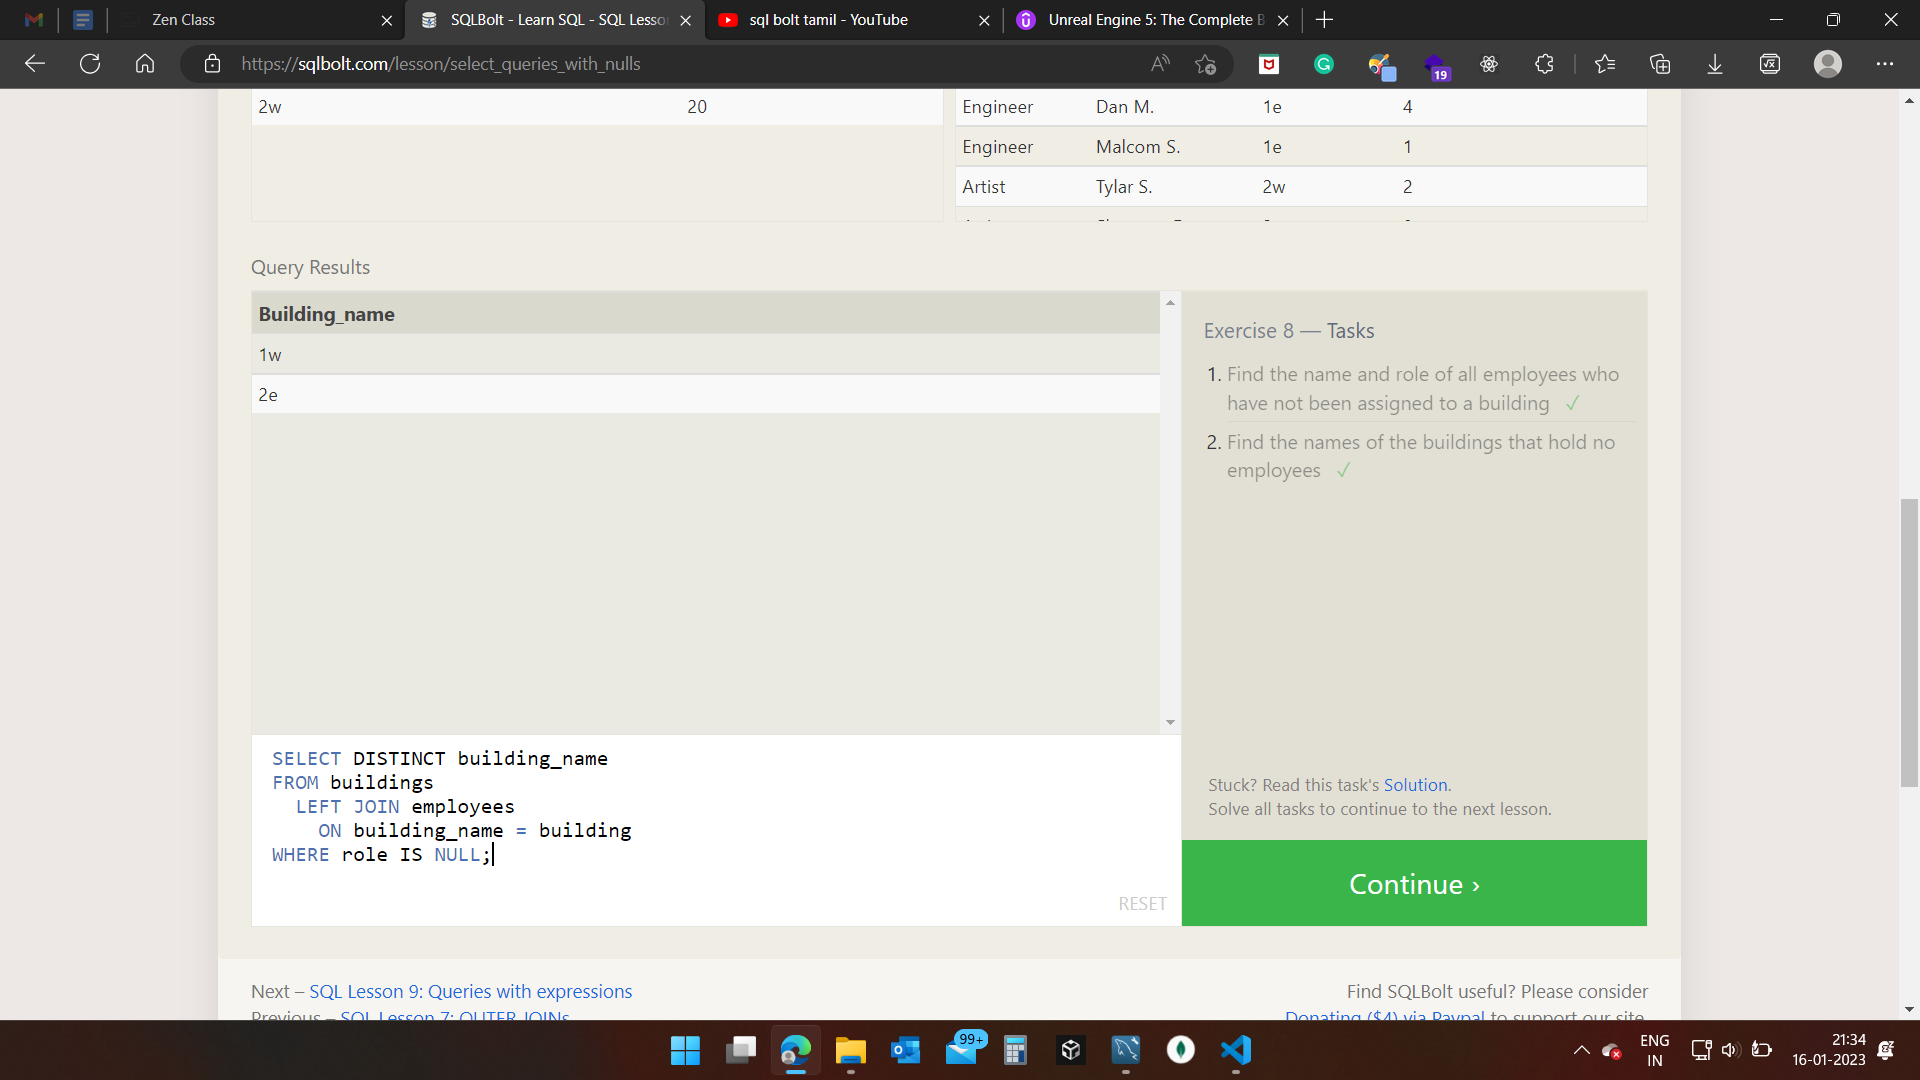 Zen Class
SQLBolt - Learn SQL - SQL Lesso
sql bolt tamil - YouTube
Unreal Engine 5: The Complete B
https://sqlbolt.com/lesson/select_queries_with_nulls
19
2w 20
Engineer Dan M. 1e 4
Engineer Malcom S. 1e 1
Artist Tylar S. 2w 2
Query Results
Building_name
1w
2e
Exercise 8 — Tasks
1. Find the name and role of all employees who
have not been assigned to a building ✓
2. Find the names of the buildings that hold no
employees ✓
SELECT DISTINCT building_name
FROM buildings
LEFT JOIN employees
ON building_name = building
WHERE role IS NULL;
RESET
Stuck? Read this task's Solution.
Solve all tasks to continue to the next lesson.
Continue ›
Next – SQL Lesson 9: Queries with expressions
Previous – SQL Lesson 7: OUTER JOINs
Find SQLBolt useful? Please consider
Donating ($4) via Paypal to support our site.
99+
ENG
IN
21:34
16-01-2023